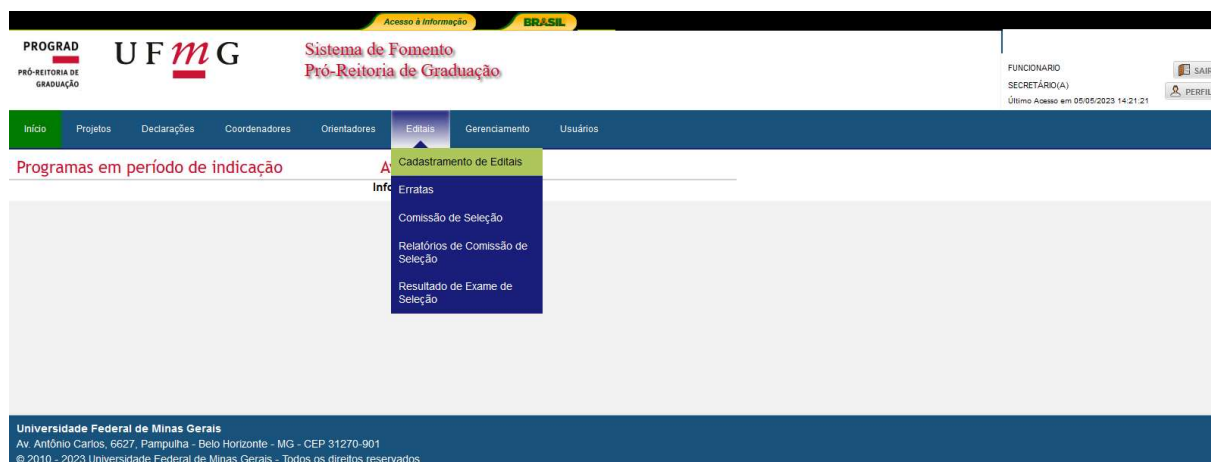 Acesso à Informação BRASIL
PROGRAD
PRÓ-REITORIA DE
GRADUAÇÃO
UFmG
Sistema de Fomento
Pró-Reitoria de Graduação
FUNCIONARIO
SECRETÁRIO(A)
Último Acesso em 05/05/2023 14:21:21
SAIR
PERFIL
Início Projetos Declarações Coordenadores Orientadores Editais Gerenciamento Usuários
Programas em período de indicação
Cadastramento de Editais
Erratas
Comissão de Seleção
Relatórios de Comissão de
Seleção
Resultado de Exame de
Seleção
Universidade Federal de Minas Gerais
Av. Antônio Carlos, 6627, Pampulha - Belo Horizonte - MG - CEP 31270-901
© 2010 - 2023 Universidade Federal de Minas Gerais - Todos os direitos reservados